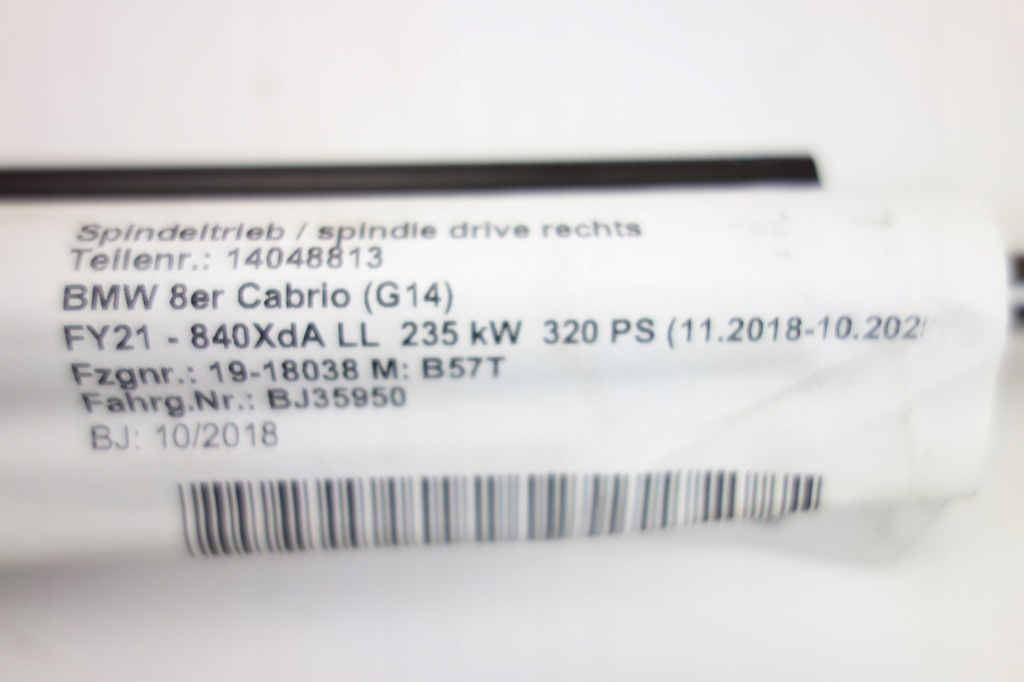 Spindeltrieb / spindle drive rechts
Teilenr.: 14048813
BMW 8er Cabrio (G14)
FY21 - 840XdA LL 235 kW 320 PS (11.2018-10.202
Fzgnr.: 19-18038 M: B57T
Fahrg.Nr.: BJ35950
BJ: 10/2018